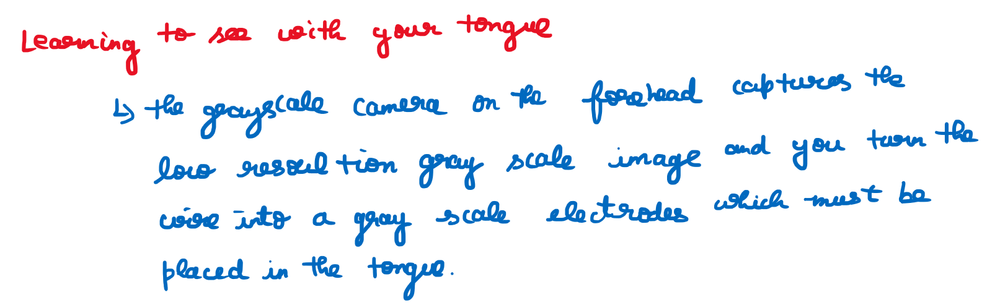 Learning to see with your tongue
↳ the grayscale camera on the forehead captures the
low resoultion gray scale image and you turn the
wire into a gray scale electrodes which must be
placed in the tongue.